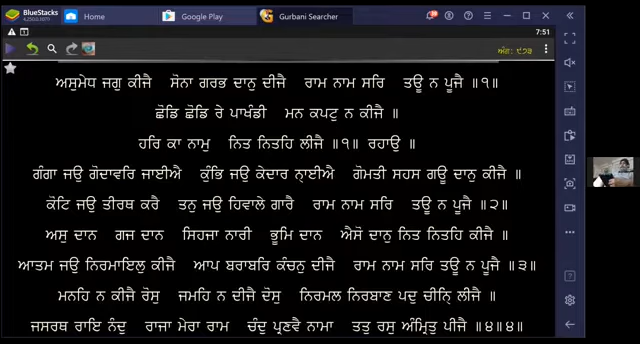 BlueStacks
Home
Google Play
Gurbani Searcher
7:51
ਅੰਗ: ੯੭੩
ਅਸੁਮੇਧ ਜਗੁ ਕੀਜੈ ਸੋਨਾ ਗਰਭ ਦਾਨੁ ਦੀਜੈ ਰਾਮ ਨਾਮ ਸਰਿ ਤਊ ਨ ਪੂਜੈ ॥੧॥
ਛੋਡਿ ਛੋਡਿ ਰੇ ਪਾਖੰਡੀ ਮਨ ਕਪਟੁ ਨ ਕੀਜੈ ॥
ਹਰਿ ਕਾ ਨਾਮੁ ਨਿਤ ਨਿਤਹਿ ਲੀਜੈ ॥੧॥ ਰਹਾਉ ॥
ਗੰਗਾ ਜਉ ਗੋਦਾਵਰਿ ਜਾਈਐ ਕੁੰਭਿ ਜਉ ਕੇਦਾਰ ਨ੍ਹਾਈਐ ਗੋਮਤੀ ਸਹਸ ਗਊ ਦਾਨੁ ਕੀਜੈ ॥
ਕੋਟਿ ਜਉ ਤੀਰਥ ਕਰੈ ਤਨੁ ਜਉ ਹਿਵਾਲੇ ਗਾਰੈ ਰਾਮ ਨਾਮ ਸਰਿ ਤਊ ਨ ਪੂਜੈ ॥੨॥
ਅਸੁ ਦਾਨ ਗਜ ਦਾਨ ਸਿਹਜਾ ਨਾਰੀ ਭੂਮਿ ਦਾਨ ਐਸੋ ਦਾਨੁ ਨਿਤ ਨਿਤਹਿ ਕੀਜੈ ॥
ਆਤਮ ਜਉ ਨਿਰਮਾਇਲੁ ਕੀਜੈ ਆਪ ਬਰਾਬਰਿ ਕੰਚਨੁ ਦੀਜੈ ਰਾਮ ਨਾਮ ਸਰਿ ਤਊ ਨ ਪੂਜੈ ॥੩॥
ਮਨਹਿ ਨ ਕੀਜੈ ਰੋਸੁ ਜਮਹਿ ਨ ਦੀਜੈ ਦੋਸੁ ਨਿਰਮਲ ਨਿਰਬਾਣ ਪਦੁ ਚੀਨ੍ਹਿ ਲੀਜੈ ॥
ਜਸਰਥ ਰਾਇ ਨੰਦੁ ਰਾਜਾ ਮੇਰਾ ਰਾਮ ਚੰਦੁ ਪ੍ਰਣਵੈ ਨਾਮਾ ਤਤੁ ਰਸੁ ਅੰਮ੍ਰਿਤੁ ਪੀਜੈ ॥੪॥੪॥